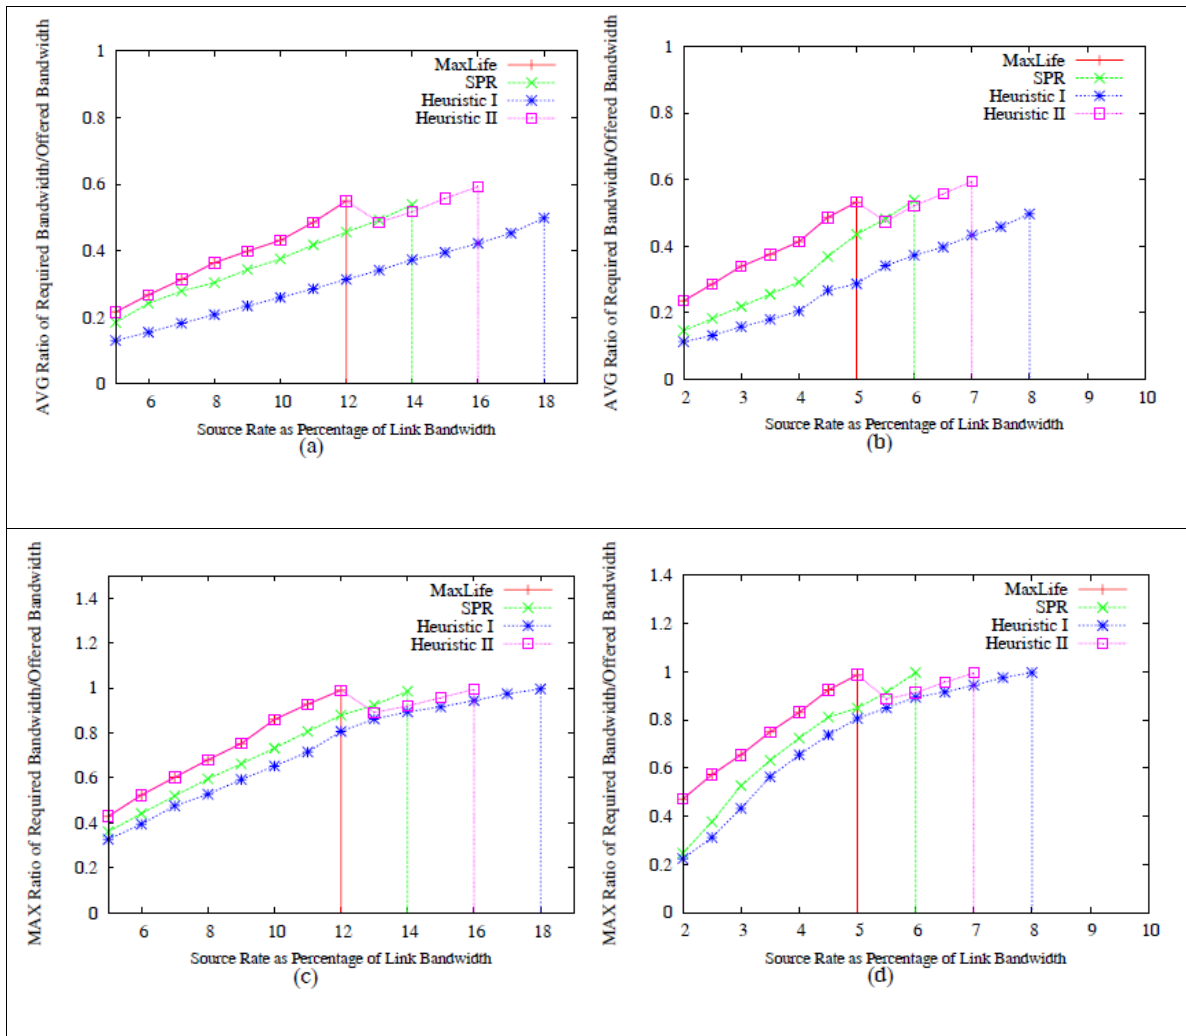 AVG Ratio of Required Bandwidth/Offered Bandwidth
1
0.8
0.6
0.4
0.2
0
MaxLife
SPR
Heuristic I
Heuristic II
6 8 10 12 14 16 18
Source Rate as Percentage of Link Bandwidth
(a)
AVG Ratio of Required Bandwidth/Offered Bandwidth
1
0.8
0.6
0.4
0.2
0
MaxLife
SPR
Heuristic I
Heuristic II
2 3 4 5 6 7 8 9 10
Source Rate as Percentage of Link Bandwidth
(b)
MAX Ratio of Required Bandwidth/Offered Bandwidth
1.4
1.2
1
0.8
0.6
0.4
0.2
0
MaxLife
SPR
Heuristic I
Heuristic II
6 8 10 12 14 16 18
Source Rate as Percentage of Link Bandwidth
(c)
MAX Ratio of Required Bandwidth/Offered Bandwidth
1.4
1.2
1
0.8
0.6
0.4
0.2
0
MaxLife
SPR
Heuristic I
Heuristic II
2 3 4 5 6 7 8 9 10
Source Rate as Percentage of Link Bandwidth
(d)